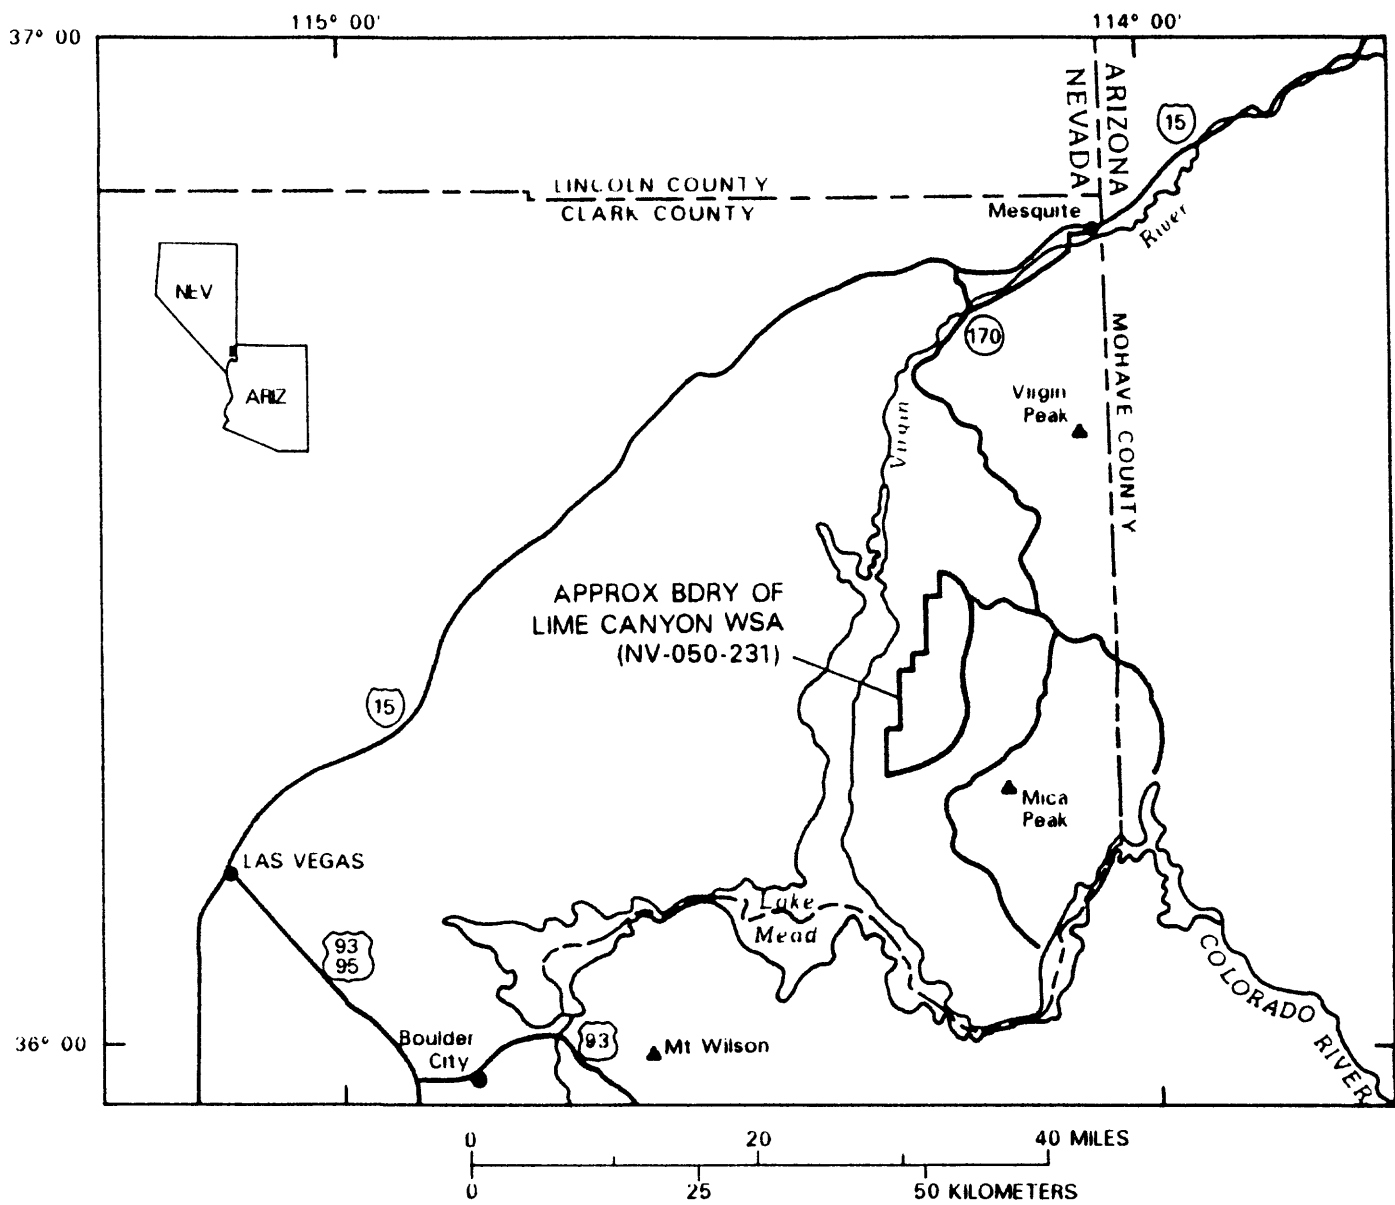 115° 00'
114° 00'
37° 00
ARIZONA
NEVADA
15
LINCOLN COUNTY
CLARK COUNTY
Mesquite
River
NEV
ARIZ
170
MOHAVE COUNTY
Virgin
Peak
Virgin
APPROX BDRY OF
LIME CANYON WSA
(NV-050-231)
15
Mica
Peak
LAS VEGAS
Lake
Mead
93
95
COLORADO RIVER
36° 00
Boulder
City
93
Mt Wilson
0 20 40 MILES
0 25 50 KILOMETERS